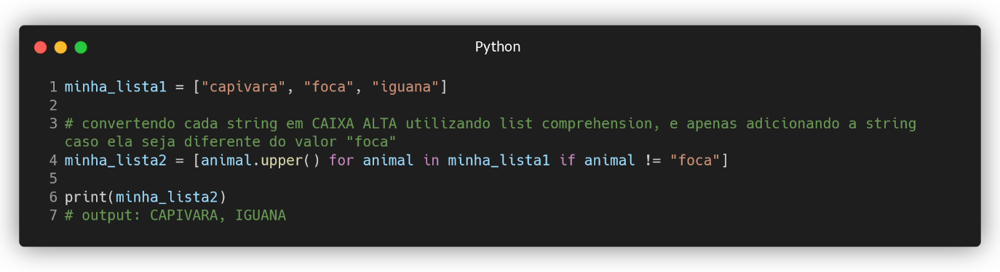 Python
1 minha_lista1 = ["capivara", "foca", "iguana"]
2
3 # convertendo cada string em CAIXA ALTA utilizando list comprehension, e apenas adicionando a string
caso ela seja diferente do valor "foca"
4 minha_lista2 = [animal.upper() for animal in minha_lista1 if animal != "foca"]
5
6 print(minha_lista2)
7 # output: CAPIVARA, IGUANA